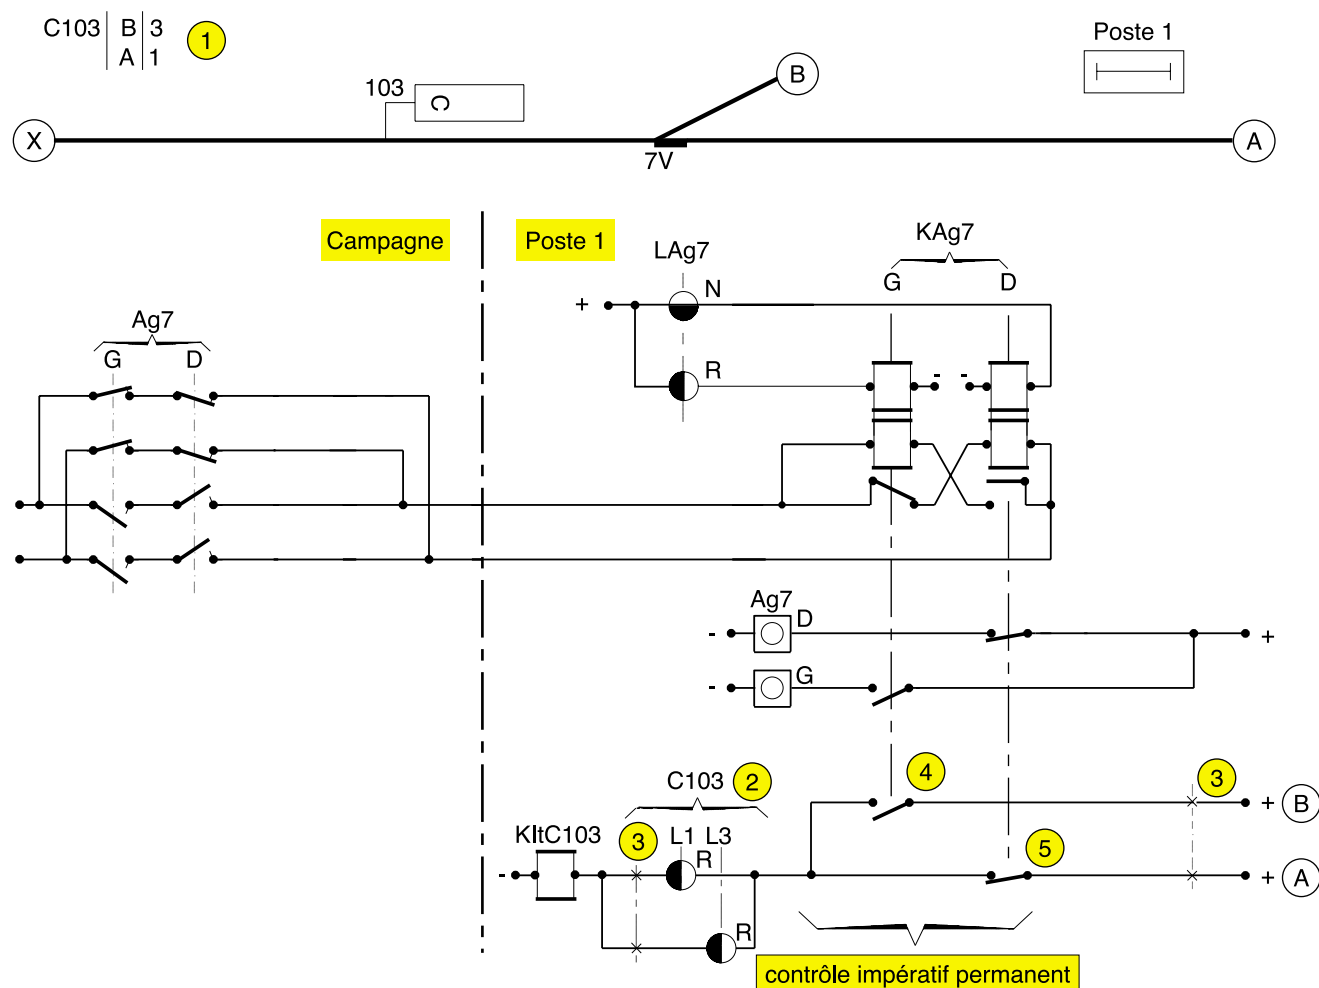 C103 B 3
A 1
1
Poste 1
B
103
C
X
A
7V
Campagne
Poste 1
LAg7
KAg7
G D
+
N
Ag7
G D
R
- -
Ag7
D
- +
G
-
C103 2
4
3
+ B
KItC103
3
L1 L3
R
5
-
+ A
R
contrôle impératif permanent